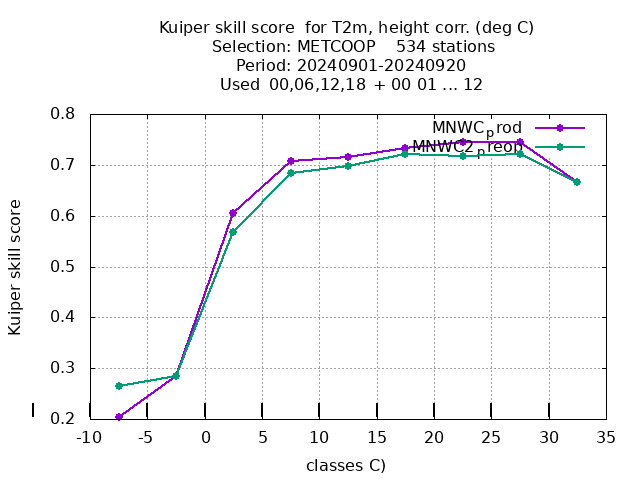 Kuiper skill score  for T2m, height corr. (deg C)
Selection: METCOOP    534 stations
Period: 20240901-20240920
Used  00,06,12,18  + 00 01 ... 12
0.8
0.7
0.6
0.5
0.4
0.3
0.2
Kuiper skill score
MNWCprod
MNWC2preop
-10 -5 0 5 10 15 20 25 30 35
classes C)